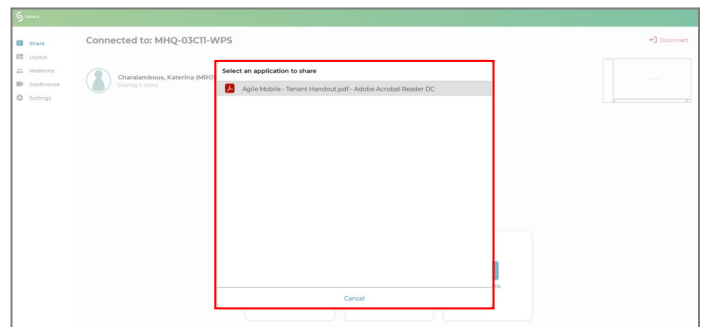 Solstice
Share
Layout
Moderate
Conference
Settings
Connected to: MHQ-03C11-WPS
Disconnect
Charalambous, Katerina (MRO
Sharing 0 items
Select an application to share
Agile Mobile - Tenant Handout.pdf - Adobe Acrobat Reader DC
Cancel